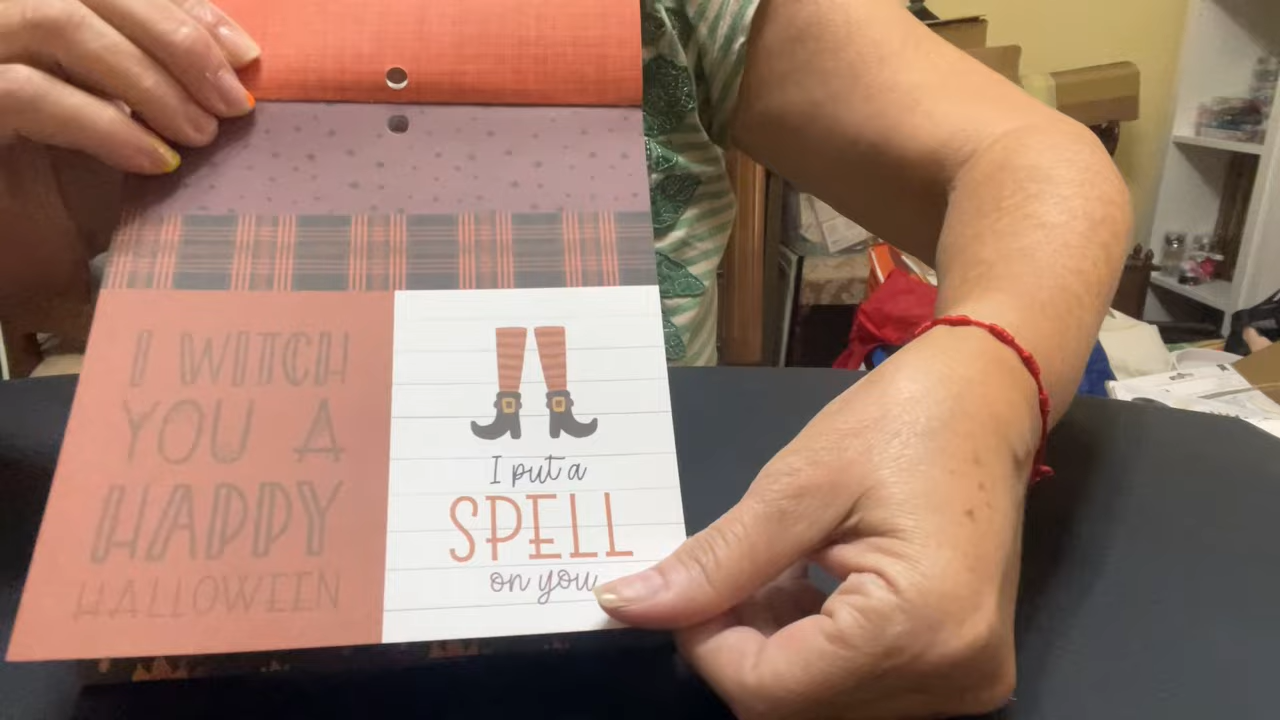 I WITCH
YOU A
HAPPY
HALLOWEEN
I put a
SPELL
on you